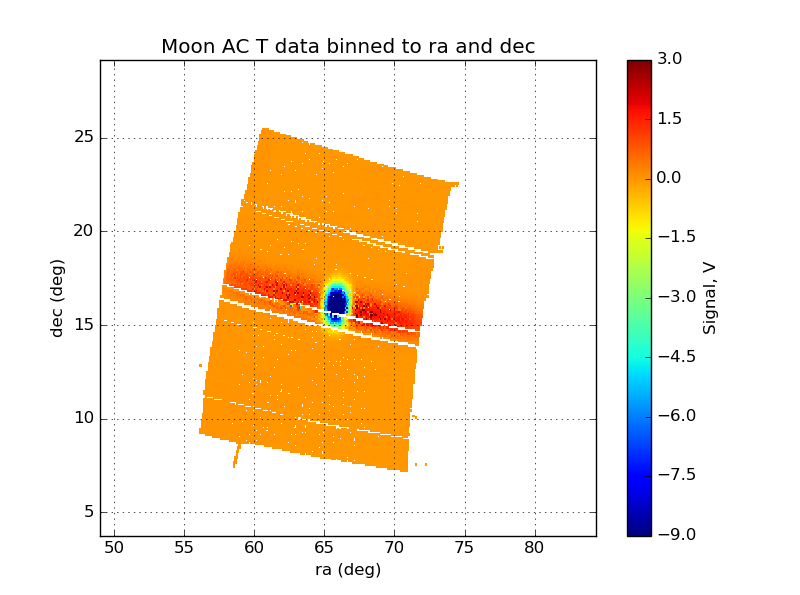 Moon AC T data binned to ra and dec
25
20
15
10
5
dec (deg)
50 55 60 65 70 75 80
ra (deg)
3.0
1.5
0.0
−1.5
−3.0
−4.5
−6.0
−7.5
−9.0
Signal, V